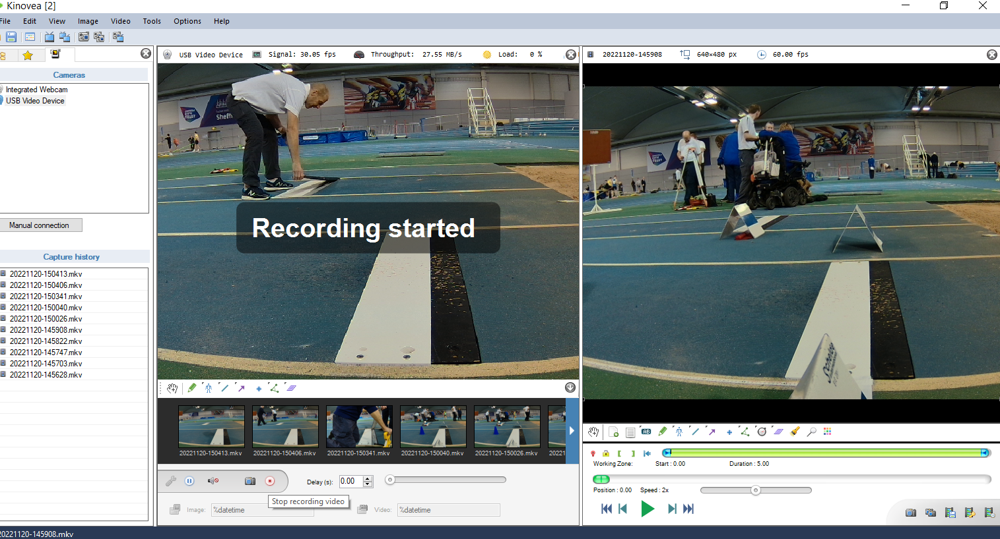 Kinovea [2]
File Edit View Image Video Tools Options Help
Cameras
Integrated Webcam
USB Video Device
Manual connection
Capture history
20221120-150413.mkv
20221120-150406.mkv
20221120-150341.mkv
20221120-150040.mkv
20221120-150026.mkv
20221120-145908.mkv
20221120-145822.mkv
20221120-145747.mkv
20221120-145703.mkv
20221120-145628.mkv
USB Video Device Signal: 30.05 fps Throughput: 27.55 MB/s Load: 0 %
CITY
TRUST
Sheffi
Recording started
20221120-150413.mkv 20221120-150406.mkv 20221120-150341.mkv 20221120-150040.mkv 20221120-150026.mkv 20221
Delay (s): 0.00
Stop recording video
Image: %datetime Video: %datetime
20221120-145908 640×480 px 60.00 fps
CITY
TRUST
AB
Working Zone: Start : 0.00 Duration : 5.00
Position : 0.00 Speed : 2x
20221120-145908.mkv